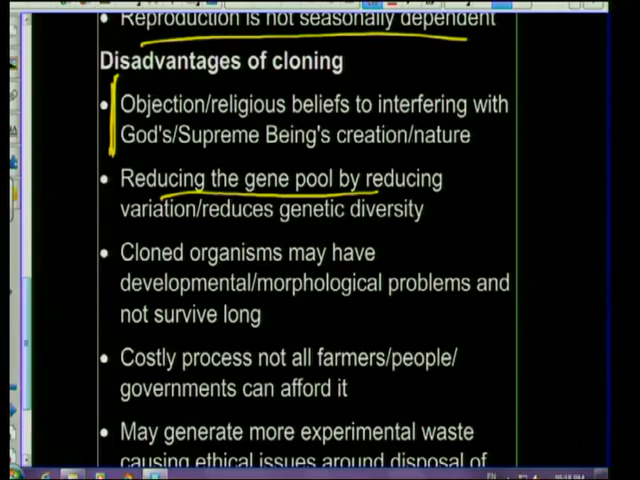 • Reproduction is not seasonally dependent
Disadvantages of cloning
• Objection/religious beliefs to interfering with
God's/Supreme Being's creation/nature
• Reducing the gene pool by reducing
variation/reduces genetic diversity
• Cloned organisms may have
developmental/morphological problems and
not survive long
• Costly process not all farmers/people/
governments can afford it
• May generate more experimental waste
causing ethical issues around disposal of
EN